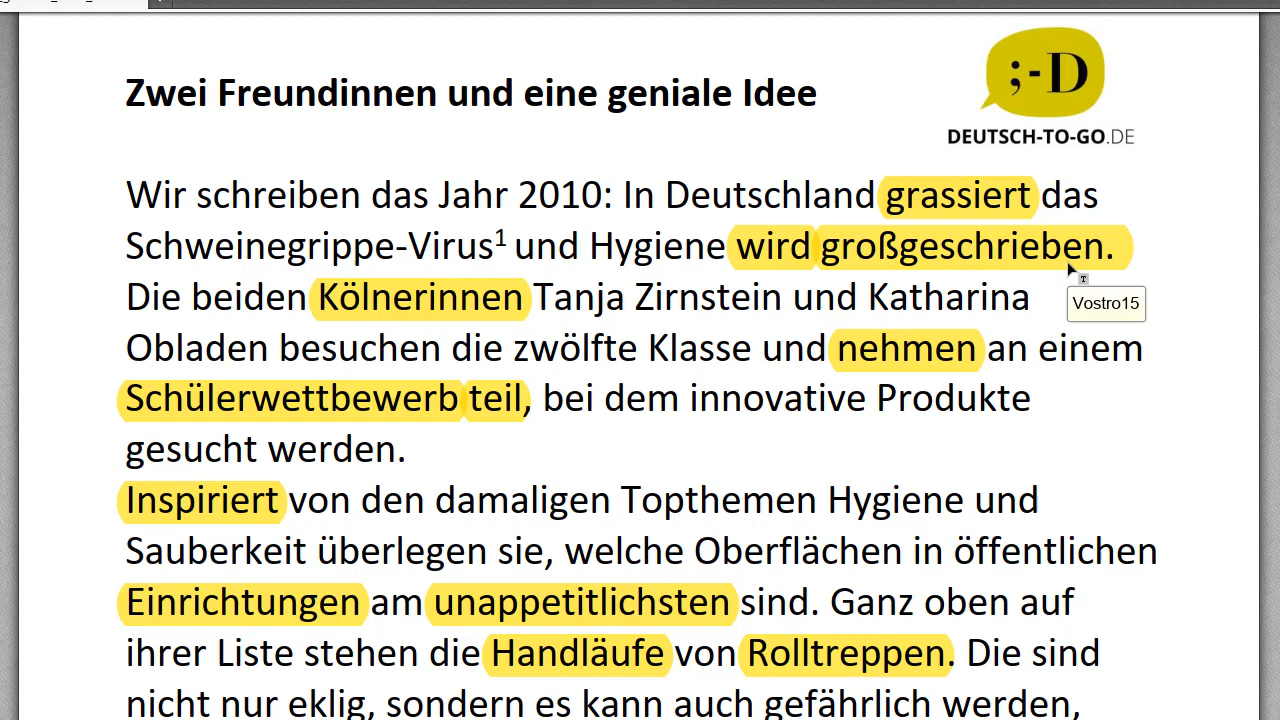 ;-D
DEUTSCH-TO-GO.DE
Zwei Freundinnen und eine geniale Idee
Wir schreiben das Jahr 2010: In Deutschland grassiert das
Schweinegrippe-Virus¹ und Hygiene wird großgeschrieben.
Vostro15
Die beiden Kölnerinnen Tanja Zirnstein und Katharina
Obladen besuchen die zwölfte Klasse und nehmen an einem
Schülerwettbewerb teil, bei dem innovative Produkte
gesucht werden.
Inspiriert von den damaligen Topthemen Hygiene und
Sauberkeit überlegen sie, welche Oberflächen in öffentlichen
Einrichtungen am unappetitlichsten sind. Ganz oben auf
ihrer Liste stehen die Handläufe von Rolltreppen. Die sind
nicht nur eklig, sondern es kann auch gefährlich werden,